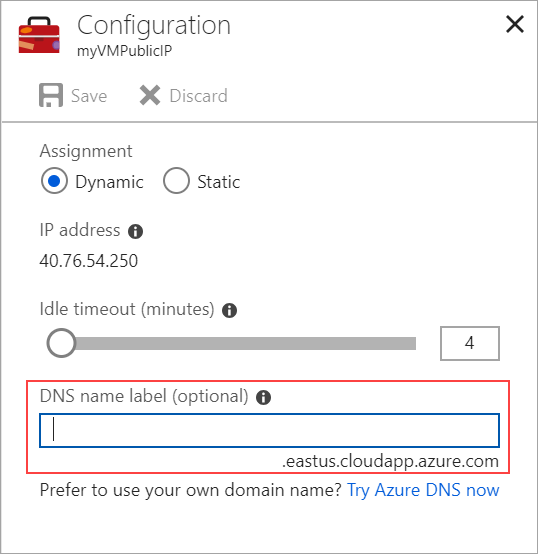 Configuration
myVMPublicIP
Save Discard
Assignment
Dynamic Static
IP address
40.76.54.250
Idle timeout (minutes)
4
DNS name label (optional)
.eastus.cloudapp.azure.com
Prefer to use your own domain name? Try Azure DNS now